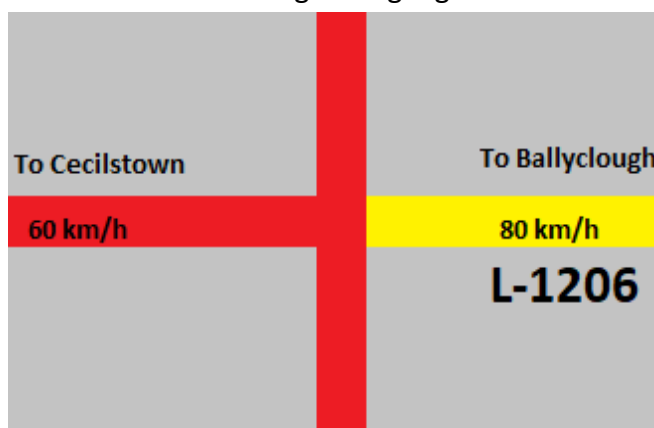 To Cecilstown
To Ballyclough
60 km/h
80 km/h
L-1206